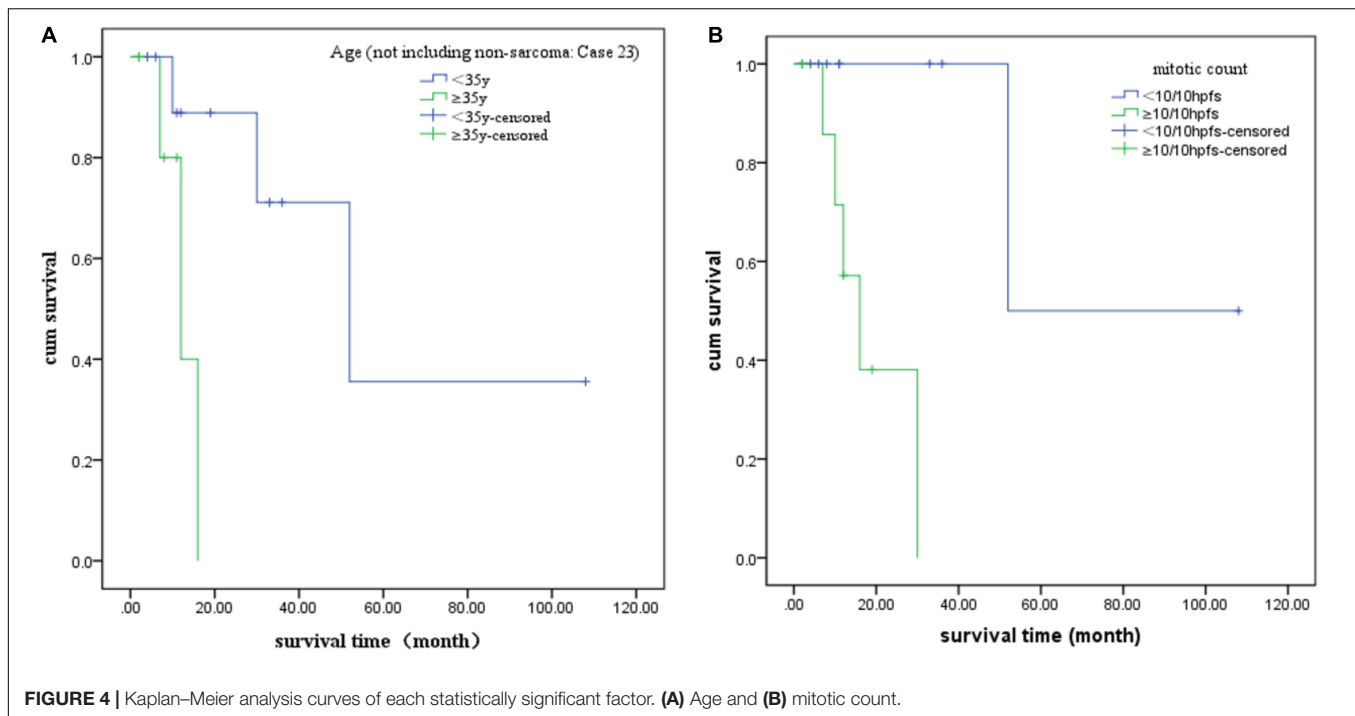 A
Age (not including non-sarcoma: Case 23)
<35y
≥35y
<35y-censored
≥35y-censored
1.0
0.8
0.6
0.4
0.2
0.0
cum survival
.00 20.00 40.00 60.00 80.00 100.00 120.00
survival time（month）
B
mitotic count
<10/10hpfs
≥10/10hpfs
<10/10hpfs-censored
≥10/10hpfs-censored
1.0
0.8
0.6
0.4
0.2
0.0
cum survival
.00 20.00 40.00 60.00 80.00 100.00 120.00
survival time (month)
FIGURE 4 | Kaplan–Meier analysis curves of each statistically significant factor. (A) Age and (B) mitotic count.